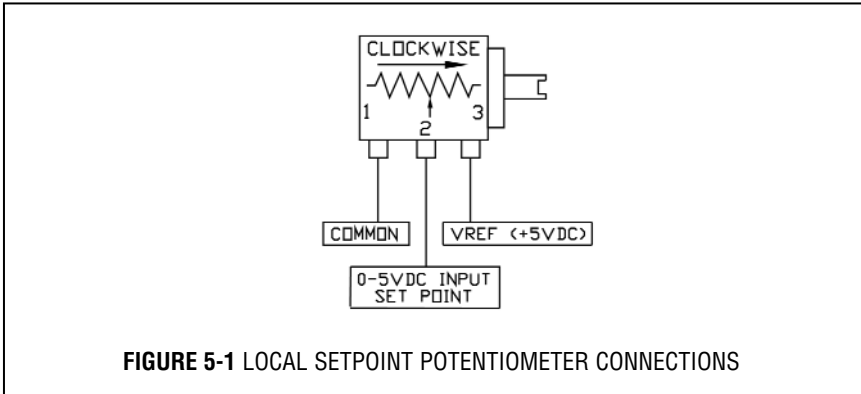 CLOCKWISE
1
2
3
COMMON
VREF (+5VDC)
0-5VDC INPUT
SET POINT
FIGURE 5-1 LOCAL SETPOINT POTENTIOMETER CONNECTIONS